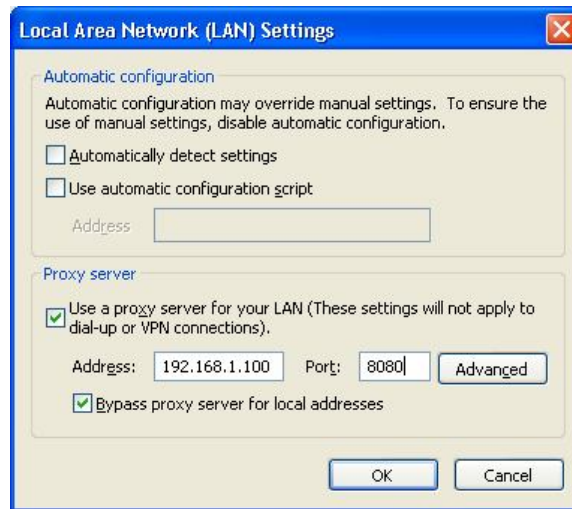 Local Area Network (LAN) Settings
Automatic configuration
Automatic configuration may override manual settings. To ensure the
use of manual settings, disable automatic configuration.
Automatically detect settings
Use automatic configuration script
Address
Proxy server
Use a proxy server for your LAN (These settings will not apply to
dial-up or VPN connections).
Address: 192.168.1.100 Port: 8080 Advanced
Bypass proxy server for local addresses
OK Cancel